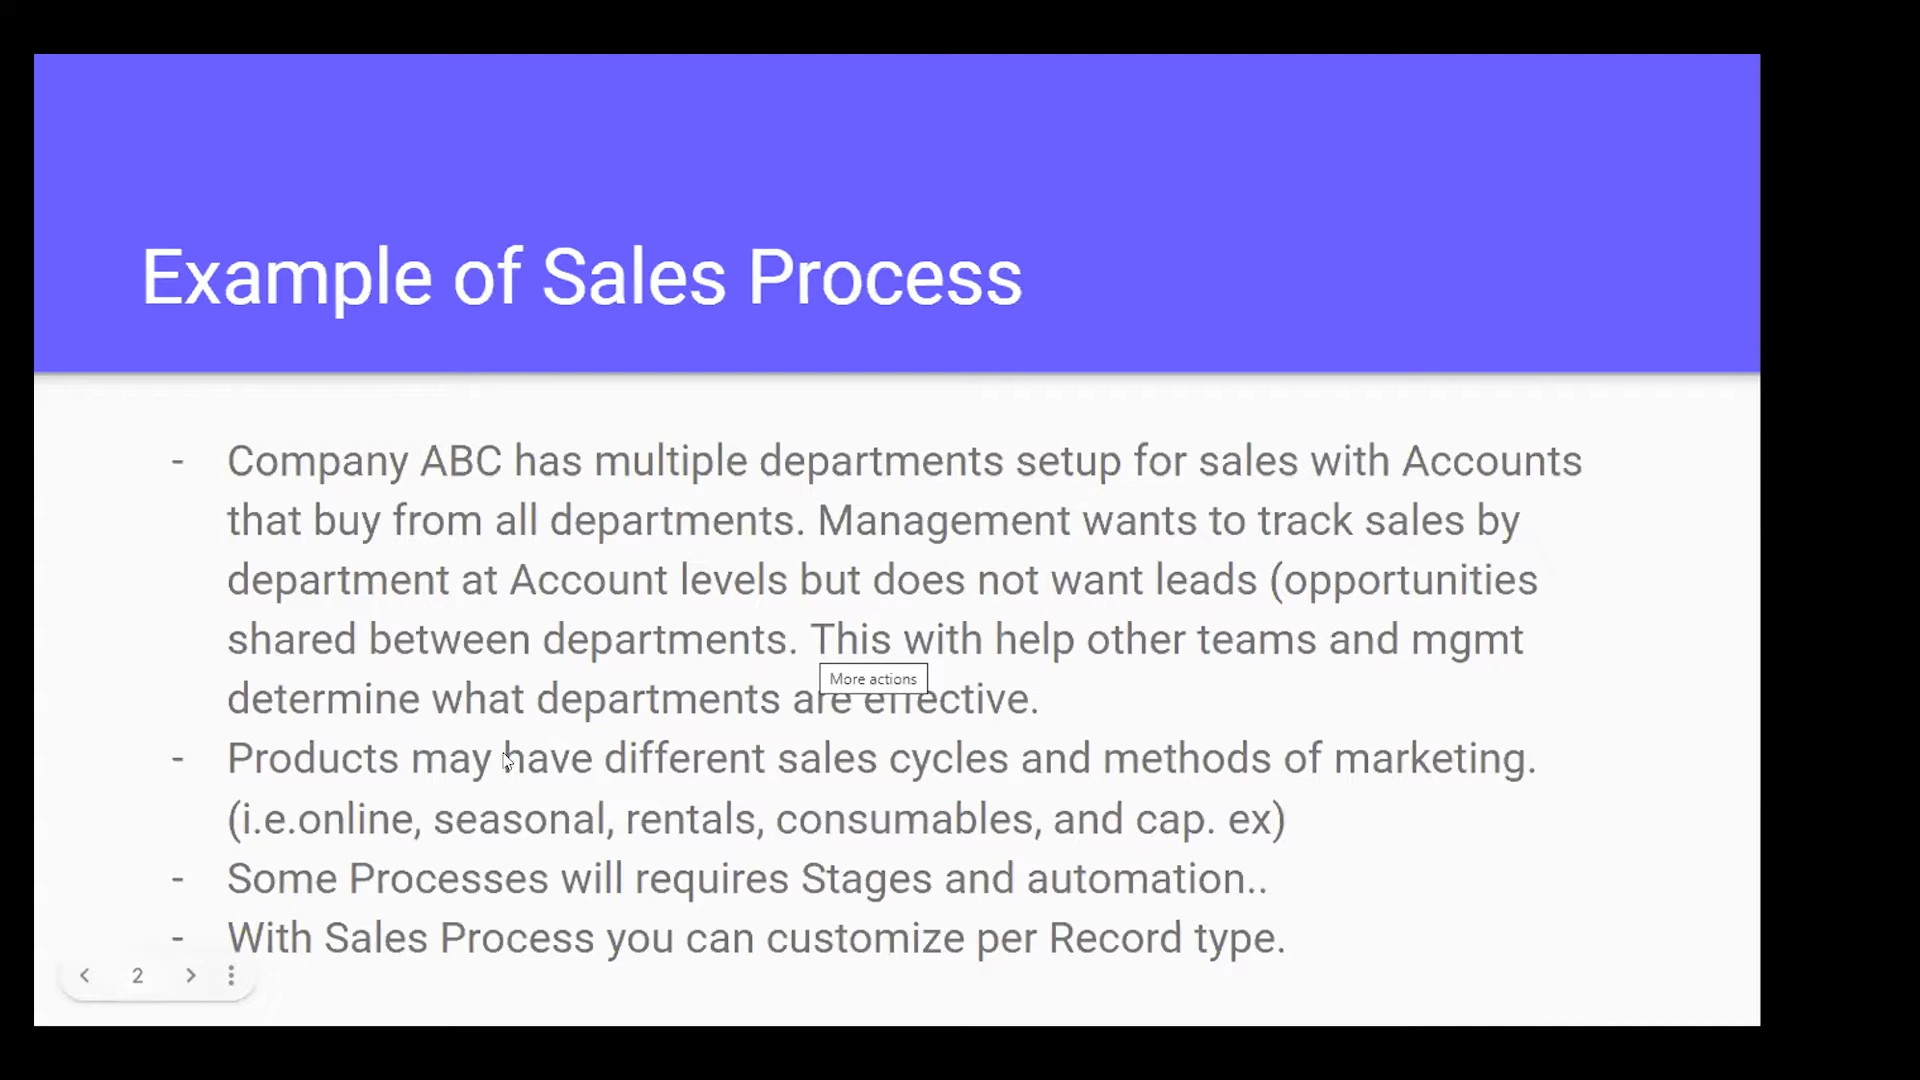 Example of Sales Process
- Company ABC has multiple departments setup for sales with Accounts
that buy from all departments. Management wants to track sales by
department at Account levels but does not want leads (opportunities
shared between departments. This with help other teams and mgmt
More actions
determine what departments are effective.
- Products may have different sales cycles and methods of marketing.
(i.e.online, seasonal, rentals, consumables, and cap. ex)
- Some Processes will requires Stages and automation..
- With Sales Process you can customize per Record type.
2